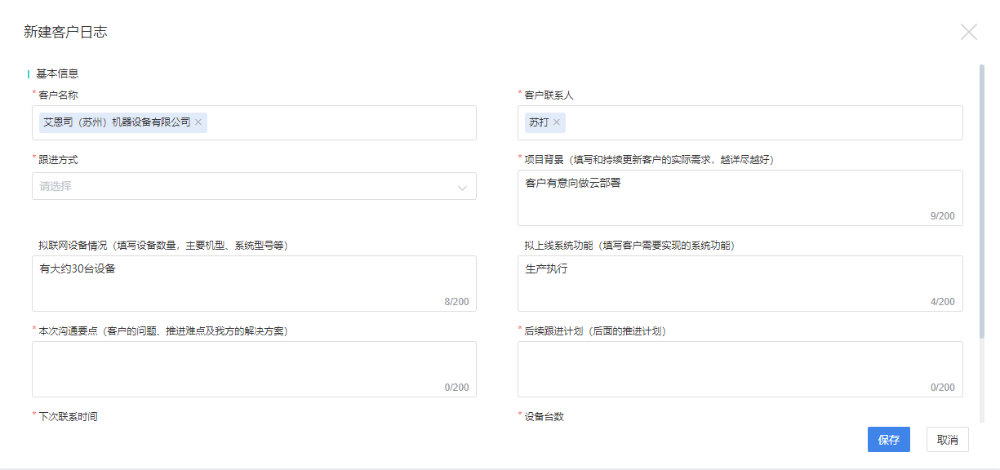 新建客户日志
基本信息
* 客户名称
* 客户联系人
艾恩司（苏州）机器设备有限公司 ×
苏打 ×
* 跟进方式
* 项目背景（填写和持续更新客户的实际需求，越详尽越好）
请选择
客户有意向做云部署
9/200
拟联网设备情况（填写设备数量，主要机型、系统型号等）
拟上线系统功能（填写客户需要实现的系统功能）
有大约30台设备
生产执行
8/200
4/200
* 本次沟通要点（客户的问题、推进难点及我方的解决方案）
* 后续跟进计划（后面的推进计划）
0/200
0/200
* 下次联系时间
* 设备台数
保存
取消